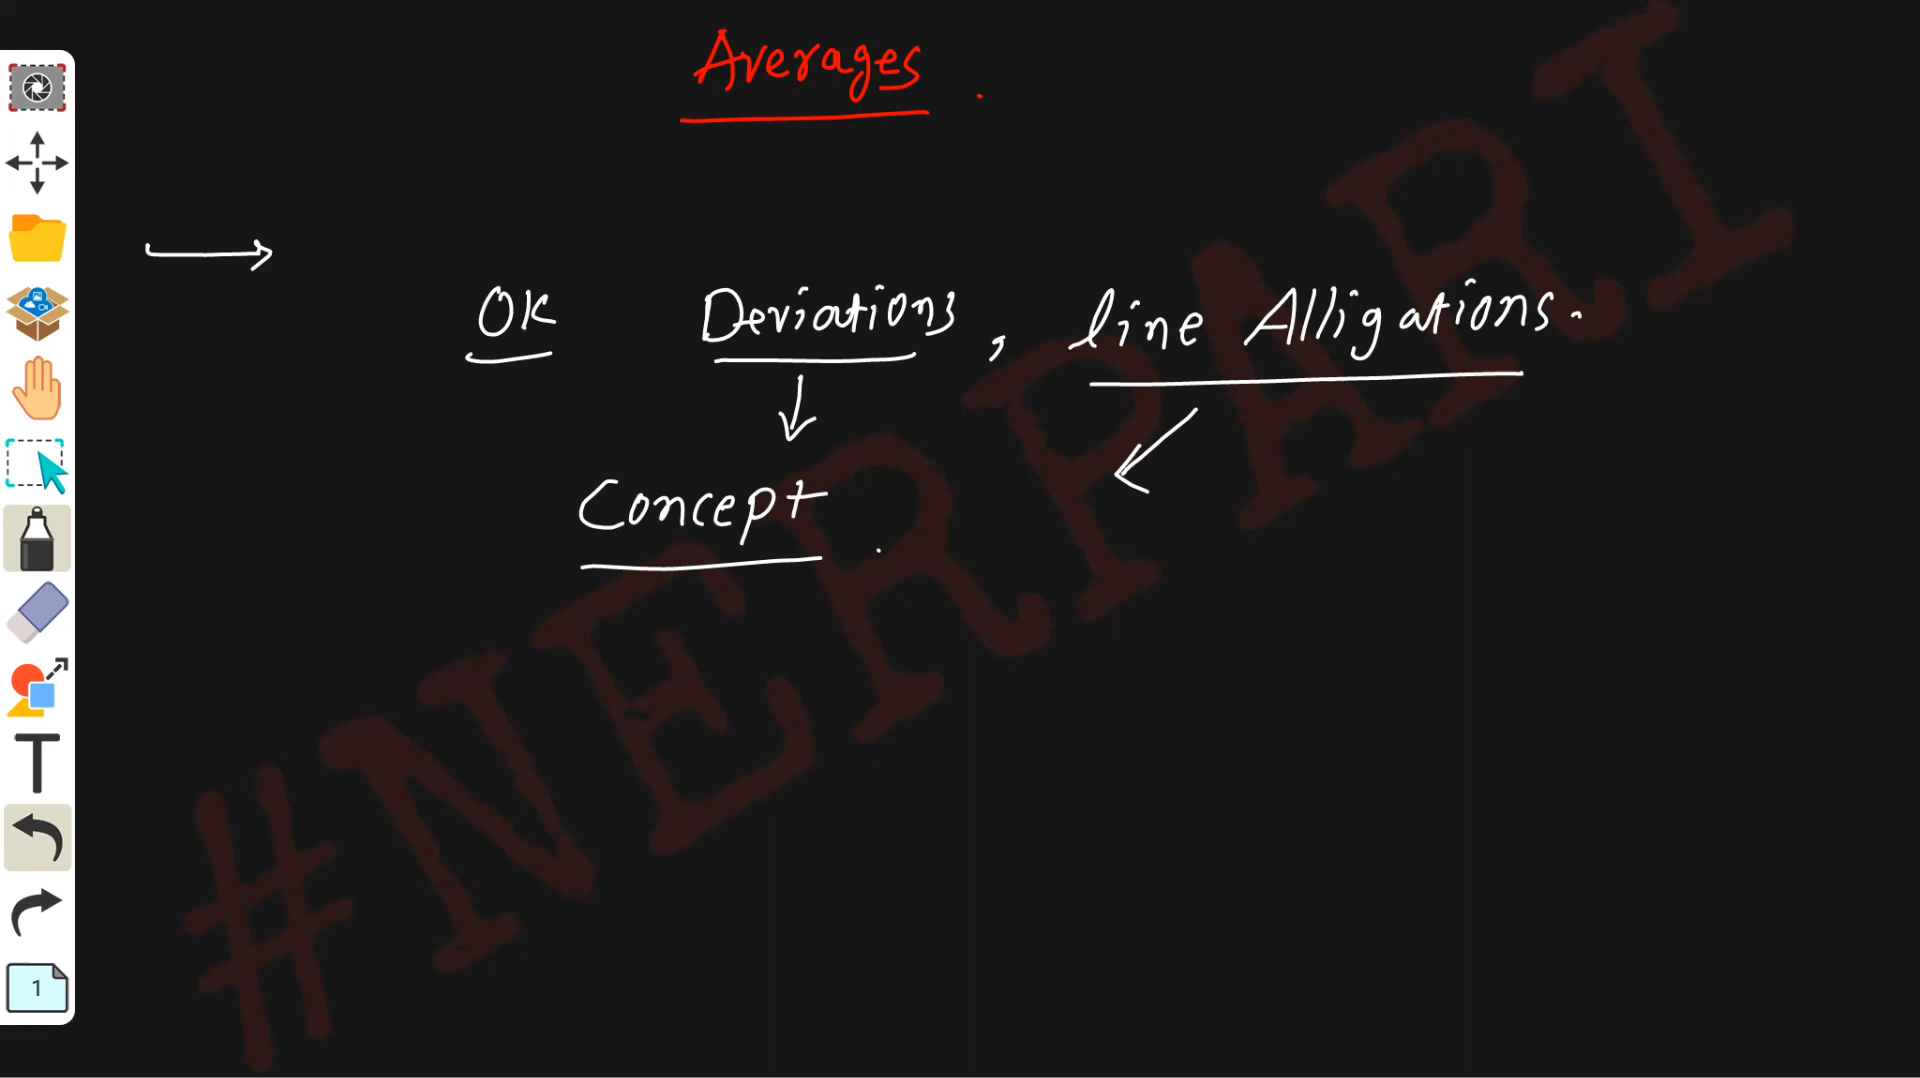 Averages.
OK Deviations, line Alligations.
Concept.
#NERPARI
T
1